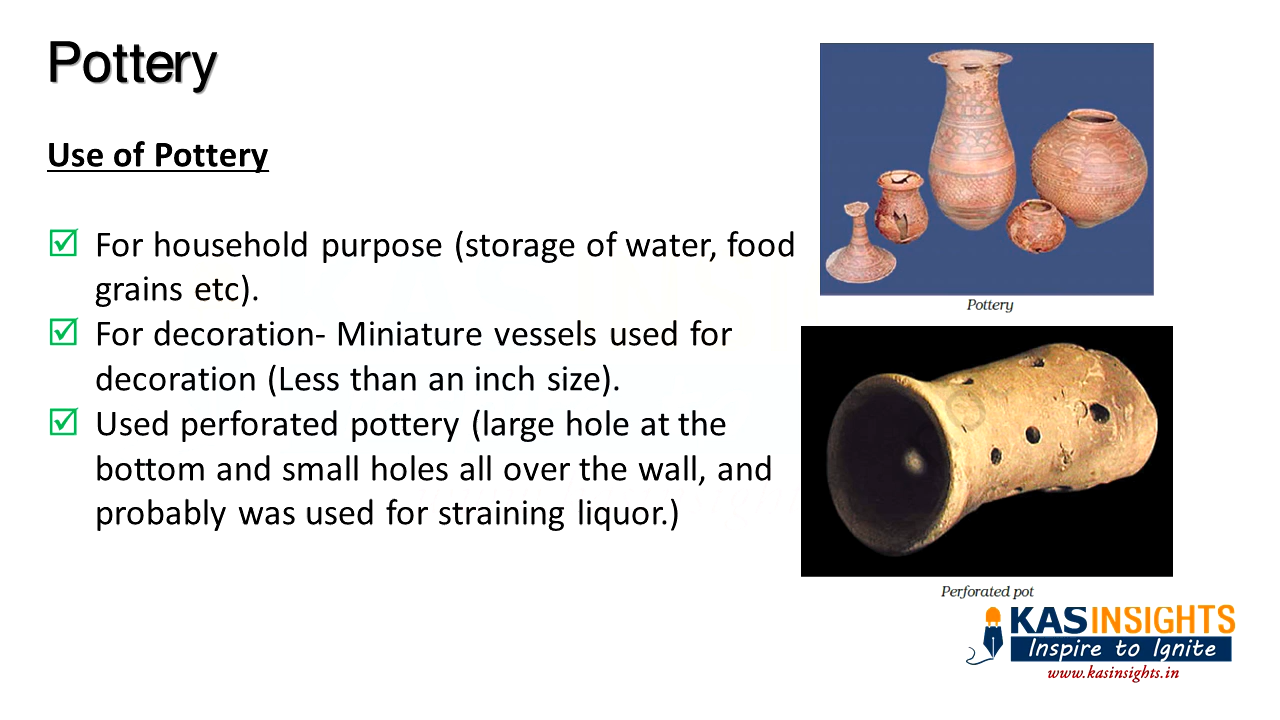 Pottery
Use of Pottery
For household purpose (storage of water, food
grains etc).
For decoration- Miniature vessels used for
decoration (Less than an inch size).
Used perforated pottery (large hole at the
bottom and small holes all over the wall, and
probably was used for straining liquor.)
Pottery
Perforated pot
KASINSIGHTS
Inspire to Ignite
www.kasinsights.in